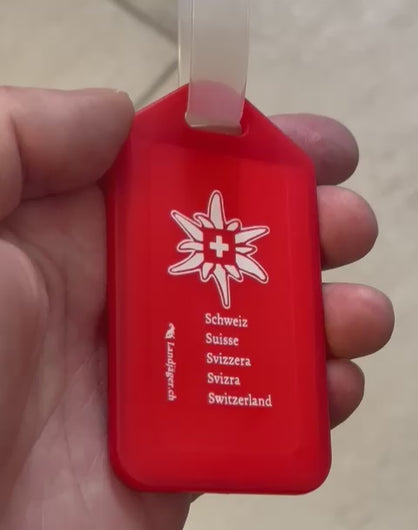 Schweiz
Suisse
Svizzera
Svizra
Switzerland
Landjäger.ch